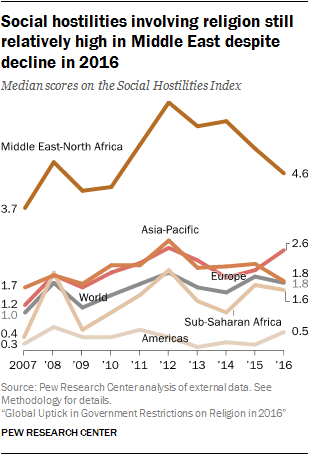 Social hostilities involving religion still
relatively high in Middle East despite
decline in 2016
Median scores on the Social Hostilities Index
Middle East-North Africa
4.6
3.7
Asia-Pacific
2.6
1.7
Europe
1.8
1.8
1.2
World
1.0
1.6
Sub-Saharan Africa
0.4
Americas
0.5
0.3
2007 '08 '09 '10 '11 '12 '13 '14 '15 '16
Source: Pew Research Center analysis of external data. See
Methodology for details.
“Global Uptick in Government Restrictions on Religion in 2016”
PEW RESEARCH CENTER